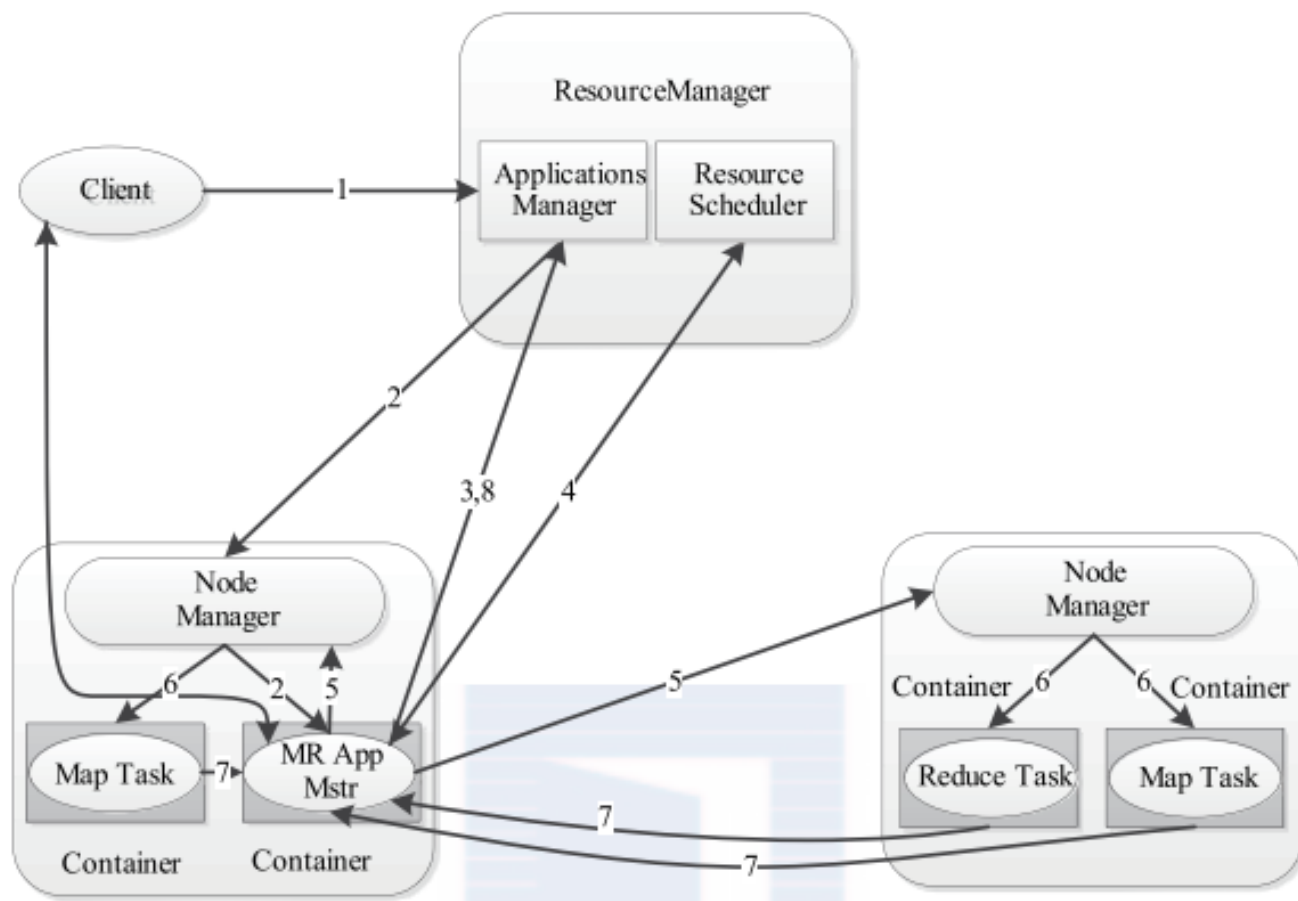 ResourceManager
Client
1
Applications
Manager
Resource
Scheduler
2
3,8
4
Node
Manager
6
2
5
Map Task
7
MR App
Mstr
Container
Container
5
7
7
Node
Manager
Container
6
6
Container
Reduce Task
Map Task